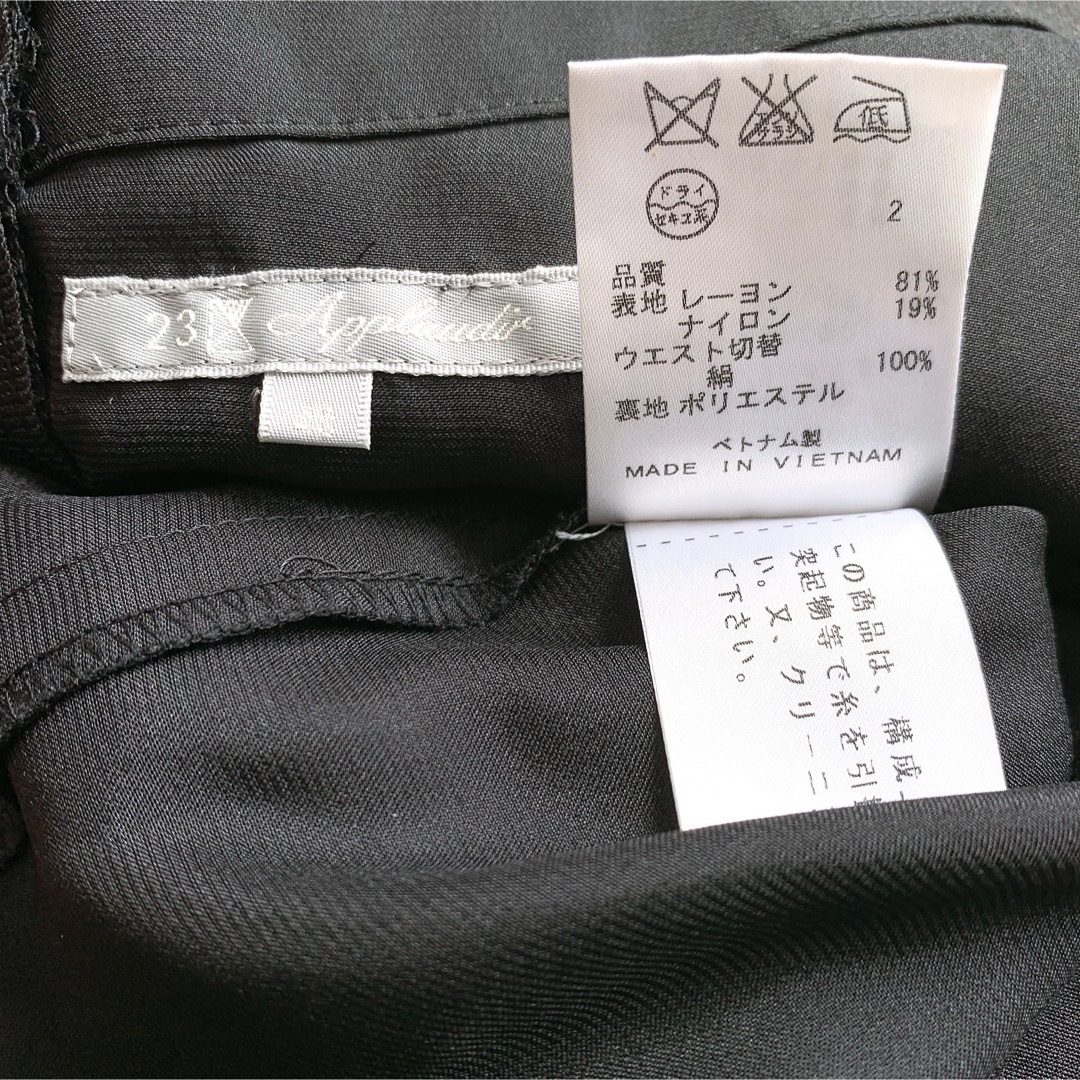 低
ドライ
セキユ系
2
品質
表地 レーヨン 81%
ナイロン 19%
ウエスト切替
絹 100%
裏地 ポリエステル
ベトナム製
MADE IN VIETNAM
23 Applaudir
この商品は、構成
突起物等で糸を引
い。又、クリーニ
て下さい。